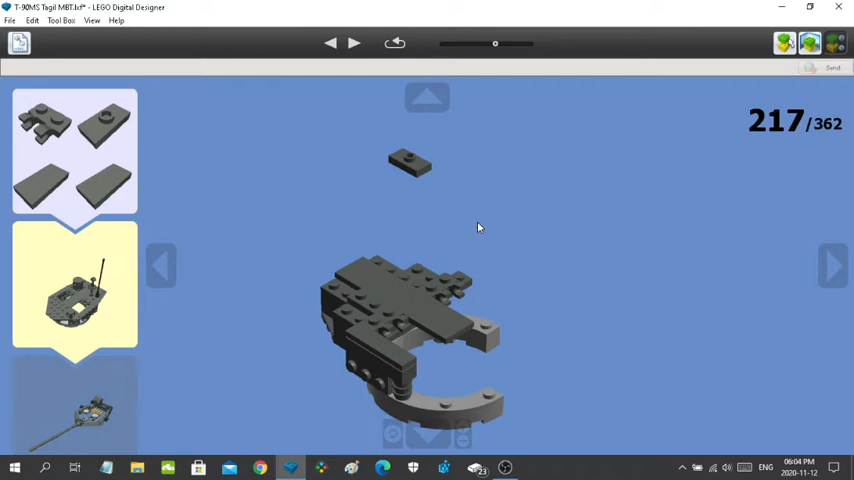 T-90MS Tagil MBT.lxf* - LEGO Digital Designer
File Edit Tool Box View Help
Send
217/362
23
ENG
06:04 PM
2020-11-12